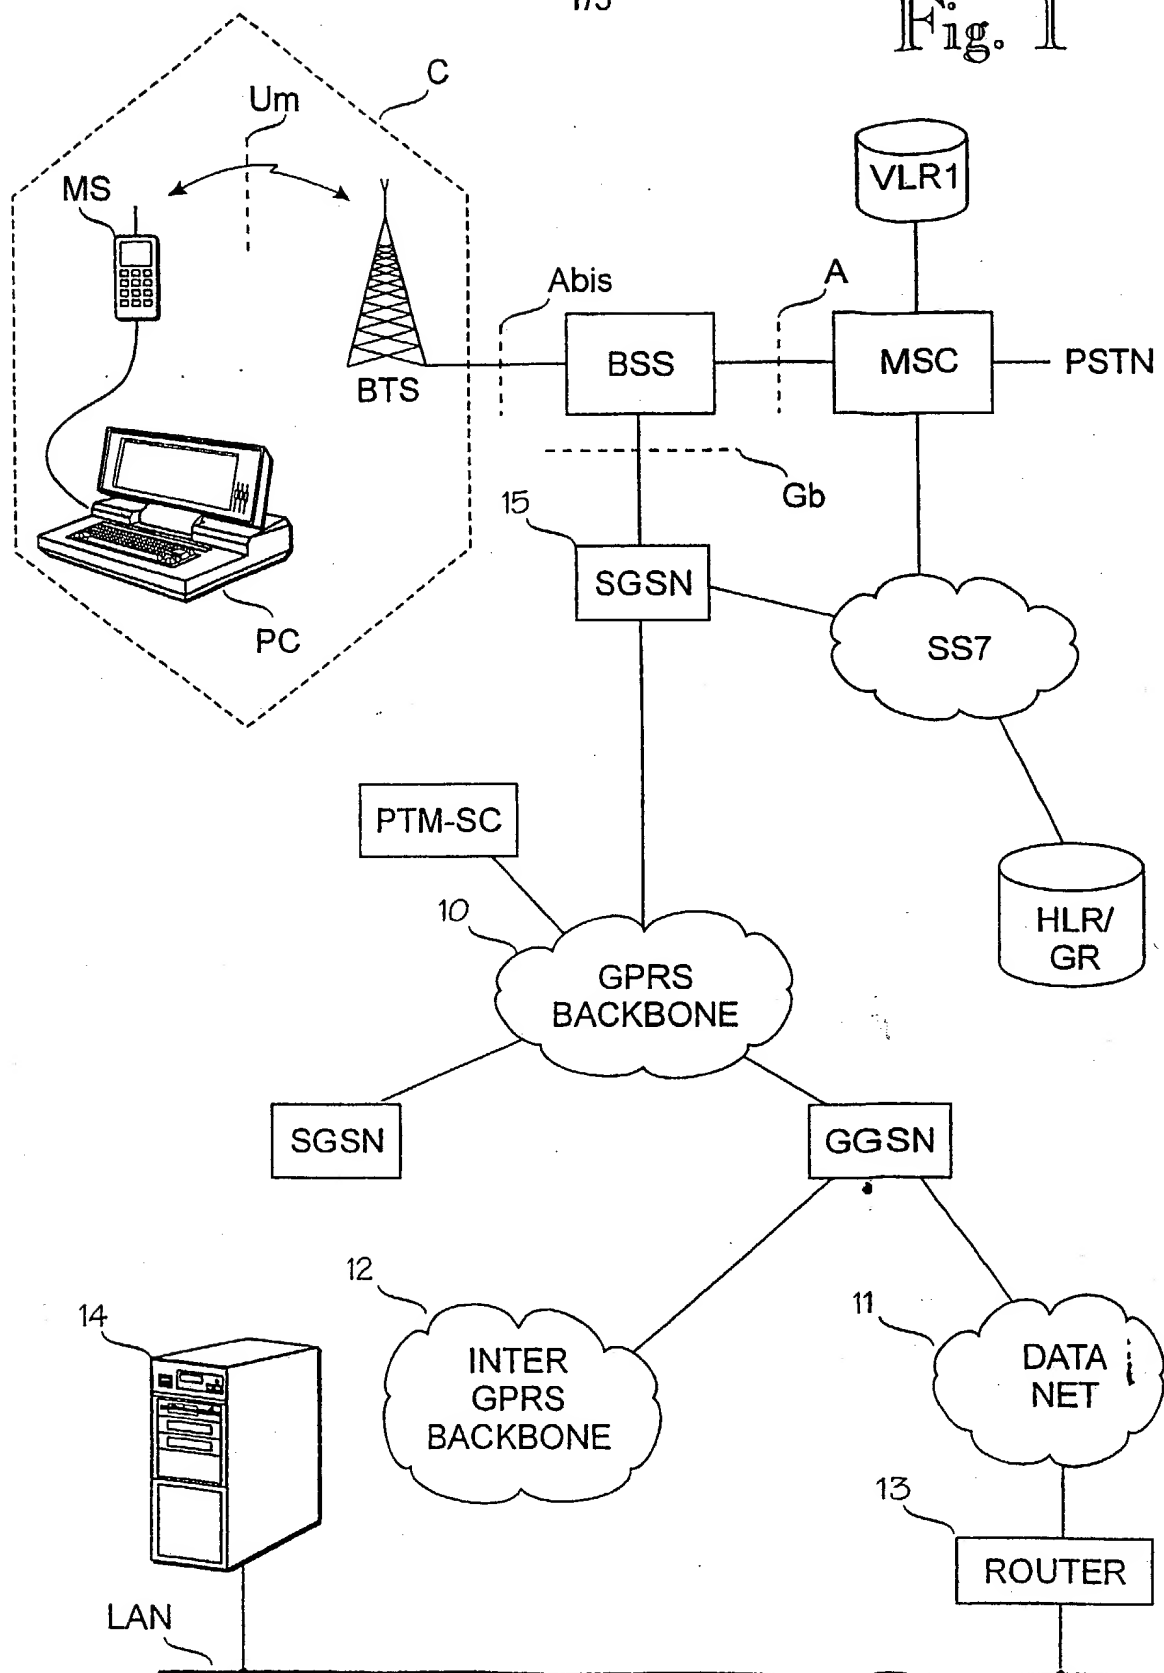 1/5
Fig. 1
C
Um
VLR1
MS
Abis
A
BSS
MSC
PSTN
BTS
Gb
15
SGSN
SS7
PC
PTM-SC
10
HLR/
GR
GPRS
BACKBONE
SGSN
GGSN
12
11
14
INTER
GPRS
BACKBONE
DATA
NET
13
ROUTER
LAN